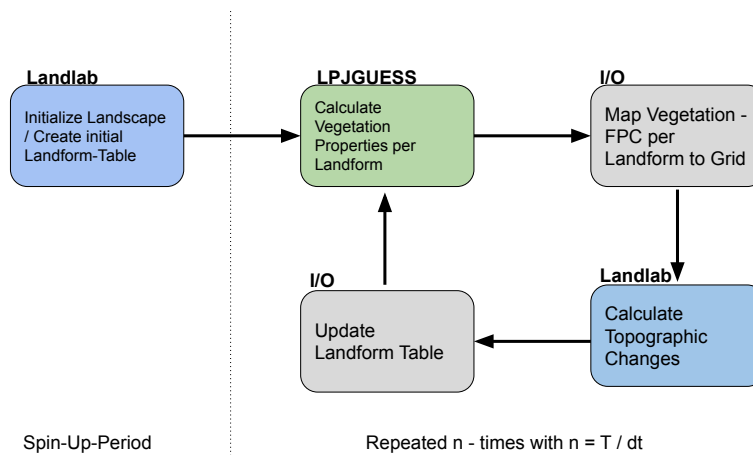 Landlab
Initialize Landscape
/ Create initial
Landform-Table
LPJGUESS
Calculate
Vegetation
Properties per
Landform
I/O
Map Vegetation -
FPC per
Landform to Grid
Landlab
Calculate
Topographic
Changes
I/O
Update
Landform Table
Spin-Up-Period
Repeated n - times with n = T / dt